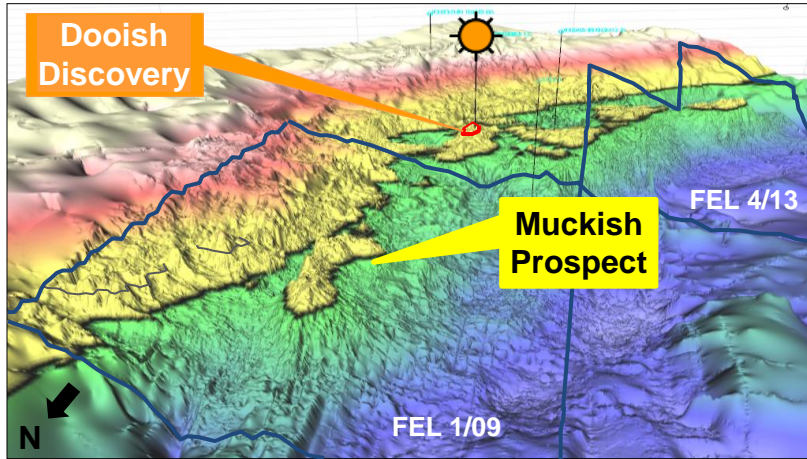 Dooish
Discovery
FEL 4/13
Muckish
Prospect
FEL 1/09
N